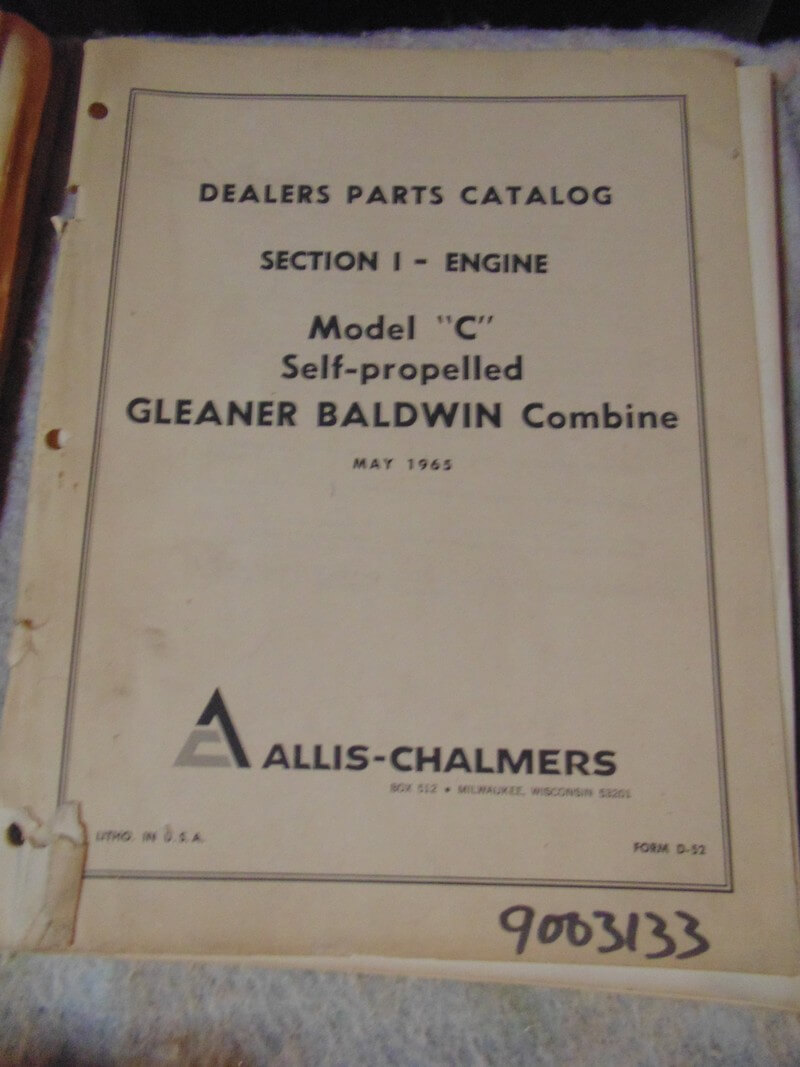 DEALERS PARTS CATALOG
SECTION I - ENGINE
Model "C"
Self-propelled
GLEANER BALDWIN Combine
MAY 1965
ALLIS-CHALMERS
BOX 512 • MILWAUKEE, WISCONSIN 53201
LITHO. IN U.S.A.
FORM D-52
9003133